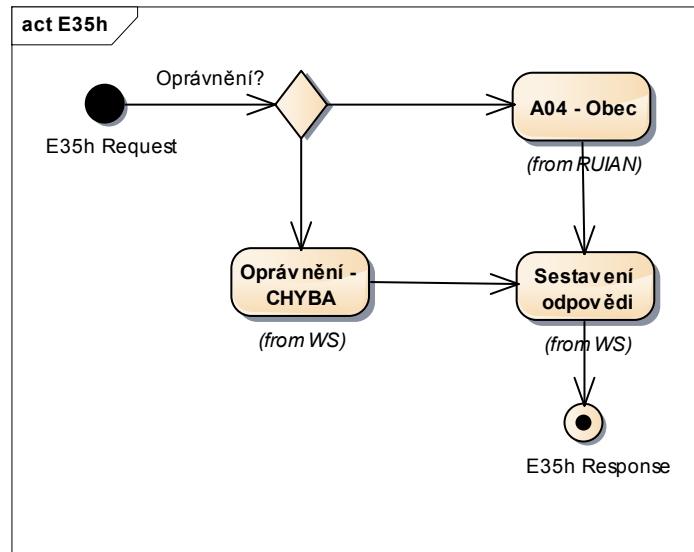 act E35h
Oprávnění?
E35h Request
A04 - Obec
(from RUIAN)
Oprávnění -
CHYBA
(from WS)
Sestavení
odpovědi
(from WS)
E35h Response